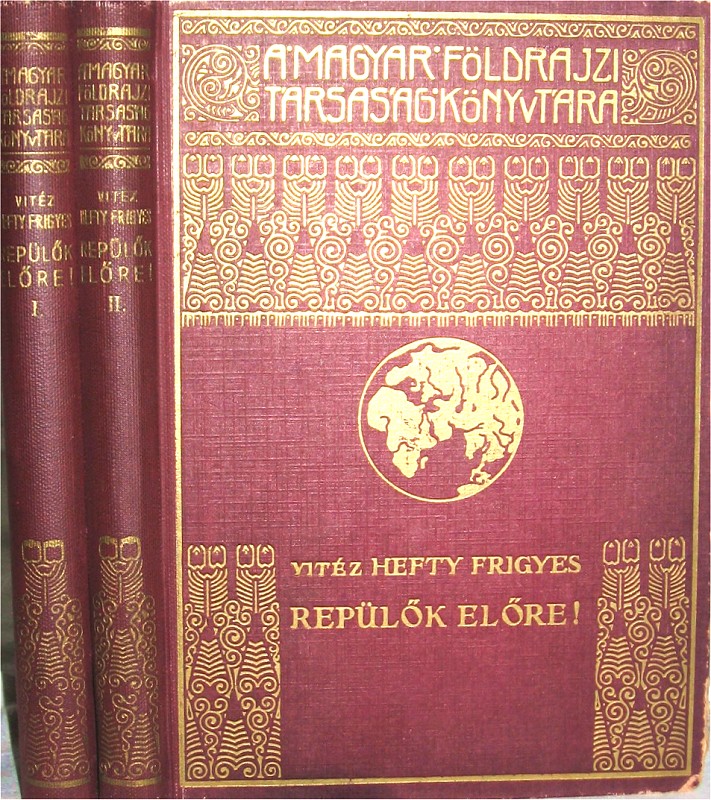 A·MAGYAR
FÖLDRAJZI
TÁRSASÁG
KÖNYVTÁRA
VITÉZ
HEFTY FRIGYES
REPÜLŐK
ELŐRE!
I.
A·MAGYAR
FÖLDRAJZI
TÁRSASÁG
KÖNYVTÁRA
VITÉZ
HEFTY FRIGYES
REPÜLŐK
ELŐRE!
II.
A·MAGYAR·FÖLDRAJZI
TÁRSASÁG·KÖNYVTÁRA
VITÉZ HEFTY FRIGYES
REPÜLŐK ELŐRE!